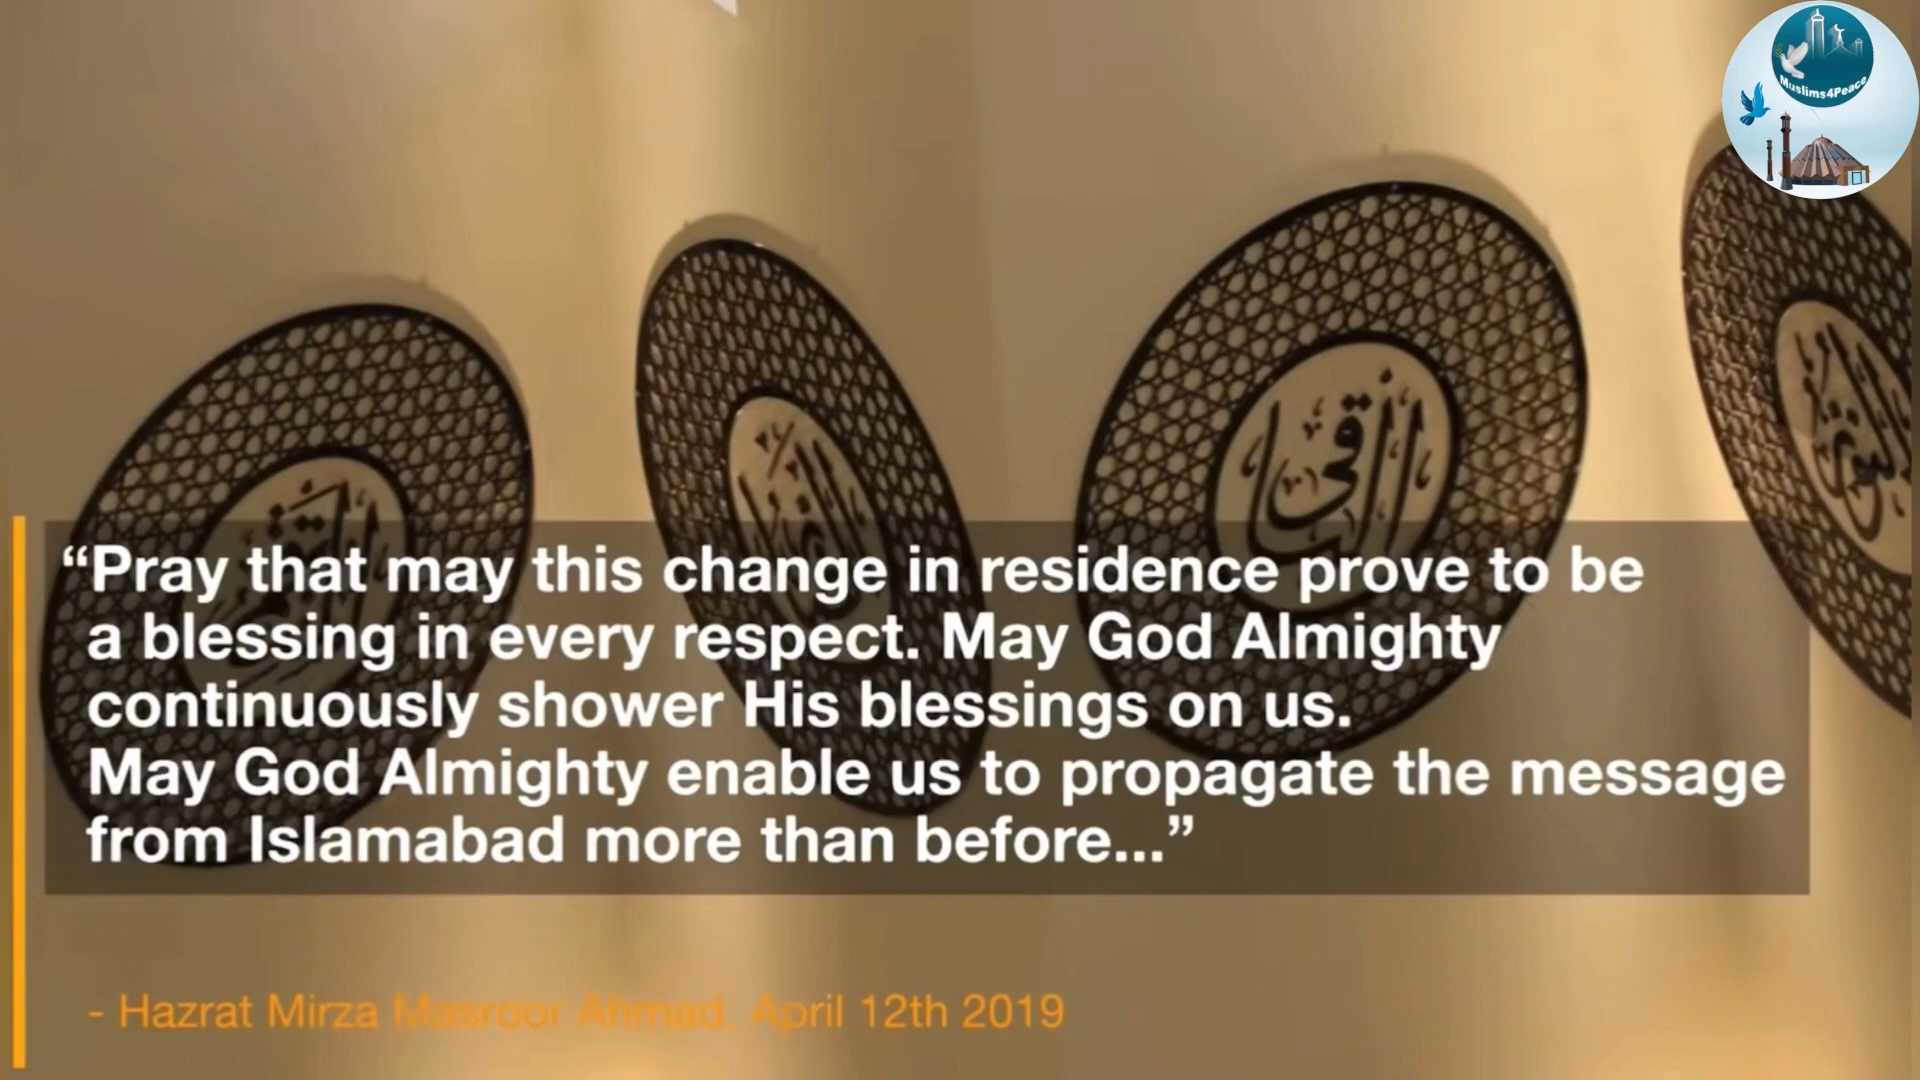 Muslims4Peace
الباقی
“Pray that may this change in residence prove to be
a blessing in every respect. May God Almighty
continuously shower His blessings on us.
May God Almighty enable us to propagate the message
from Islamabad more than before...”
- Hazrat Mirza Masroor Ahmad, April 12th 2019